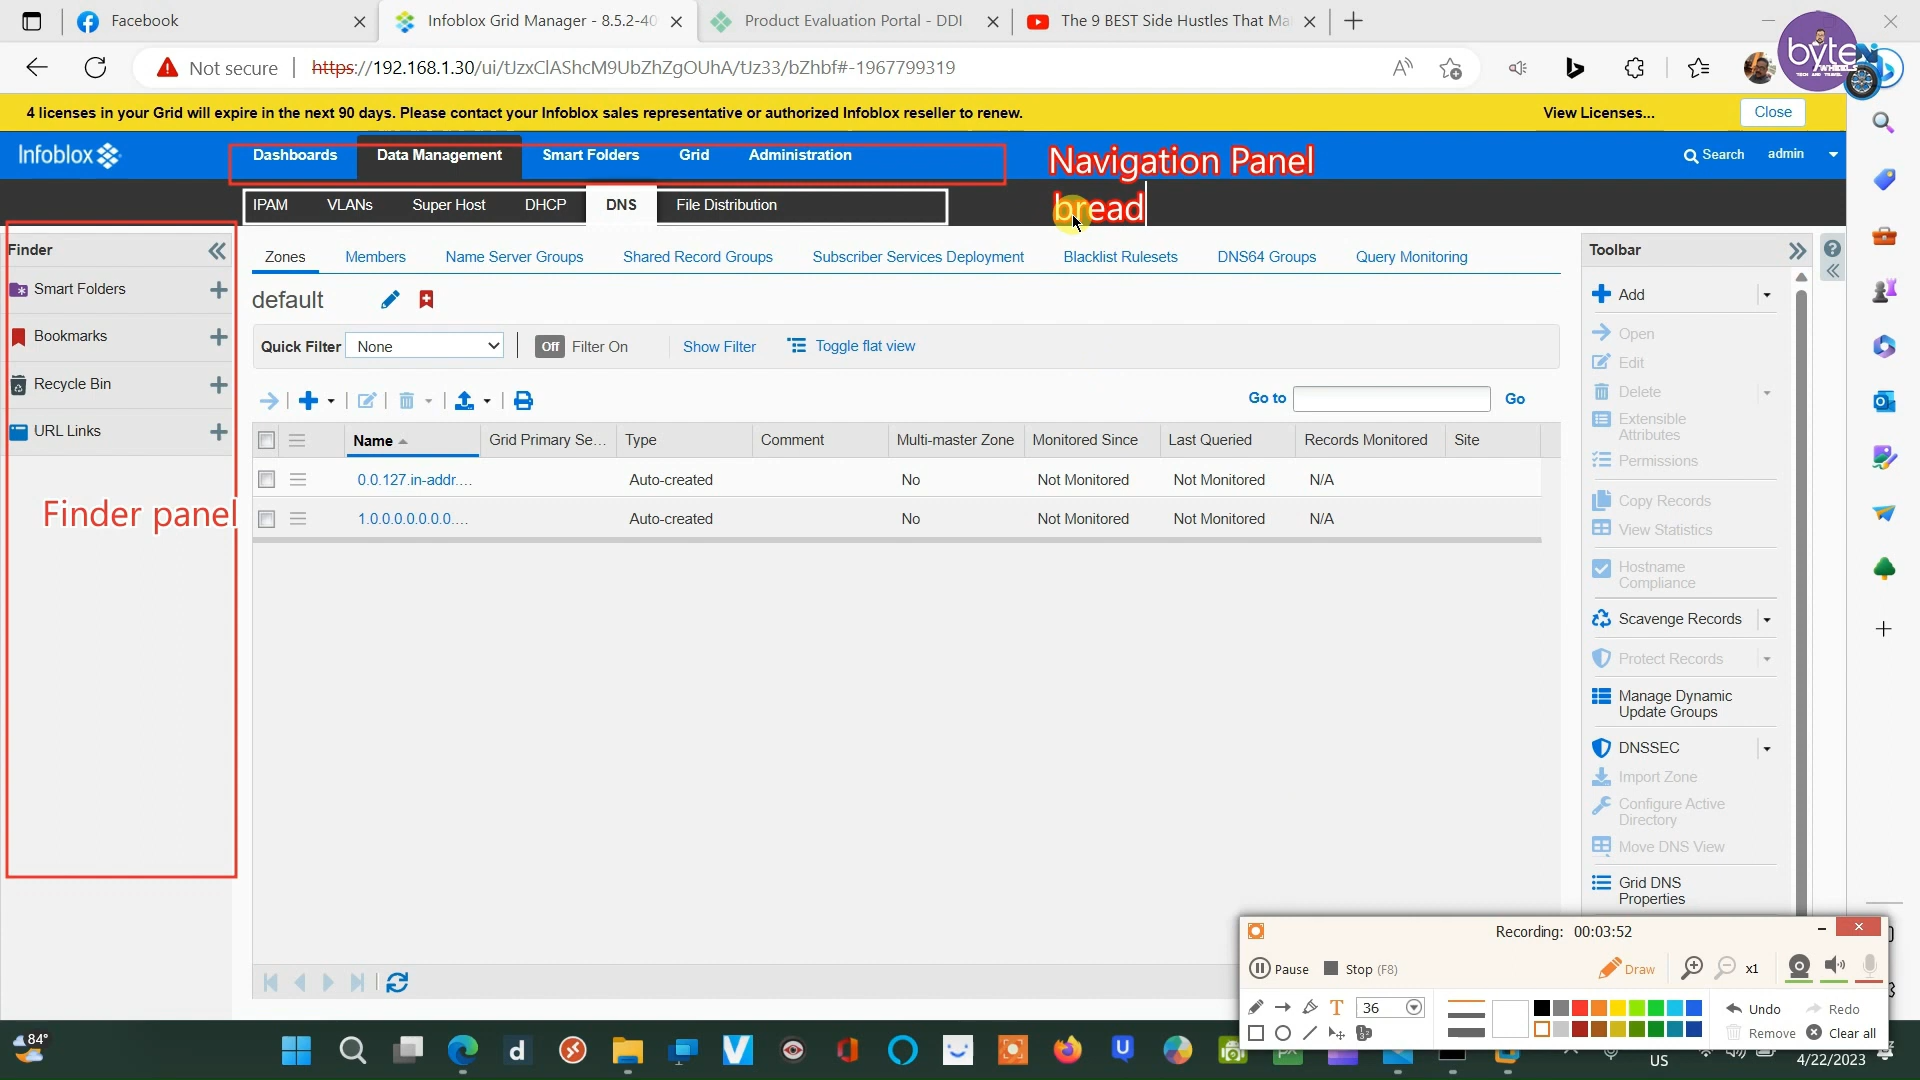 Facebook
Infoblox Grid Manager - 8.5.2-40
Product Evaluation Portal - DDI
The 9 BEST Side Hustles That Ma
Not secure
https://192.168.1.30/ui/tJzxClAShcM9UbZhZgOUhA/tJz33/bZhbf#-1967799319
byte
WHEELS
TECH AND TRAVEL
4 licenses in your Grid will expire in the next 90 days. Please contact your Infoblox sales representative or authorized Infoblox reseller to renew.
View Licenses...
Close
Infoblox
Dashboards
Data Management
Smart Folders
Grid
Administration
Navigation Panel
Search
admin
IPAM
VLANs
Super Host
DHCP
DNS
File Distribution
bread
Finder
Smart Folders
Bookmarks
Recycle Bin
URL Links
Finder panel
Zones
Members
Name Server Groups
Shared Record Groups
Subscriber Services Deployment
Blacklist Rulesets
DNS64 Groups
Query Monitoring
default
Quick Filter
None
Off
Filter On
Show Filter
Toggle flat view
Go to
Go
Name
Grid Primary Se...
Type
Comment
Multi-master Zone
Monitored Since
Last Queried
Records Monitored
Site
0.0.127.in-addr....
Auto-created
No
Not Monitored
Not Monitored
N/A
1.0.0.0.0.0.0....
Auto-created
No
Not Monitored
Not Monitored
N/A
Toolbar
Add
Open
Edit
Delete
Extensible
Attributes
Permissions
Copy Records
View Statistics
Hostname
Compliance
Scavenge Records
Protect Records
Manage Dynamic
Update Groups
DNSSEC
Import Zone
Configure Active
Directory
Move DNS View
Grid DNS
Properties
Recording: 00:03:52
Pause
Stop (F8)
Draw
x1
T
36
Undo
Redo
Remove
Clear all
84°
US
4/22/2023